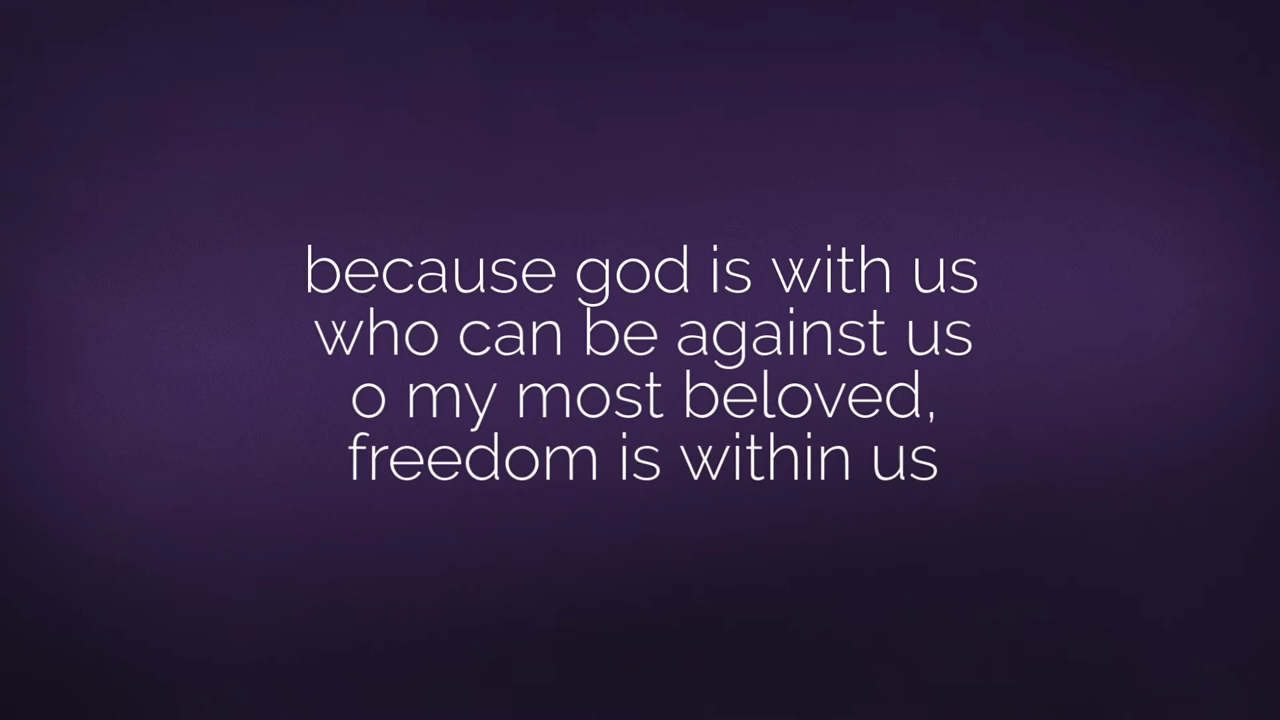 because god is with us
who can be against us
o my most beloved,
freedom is within us